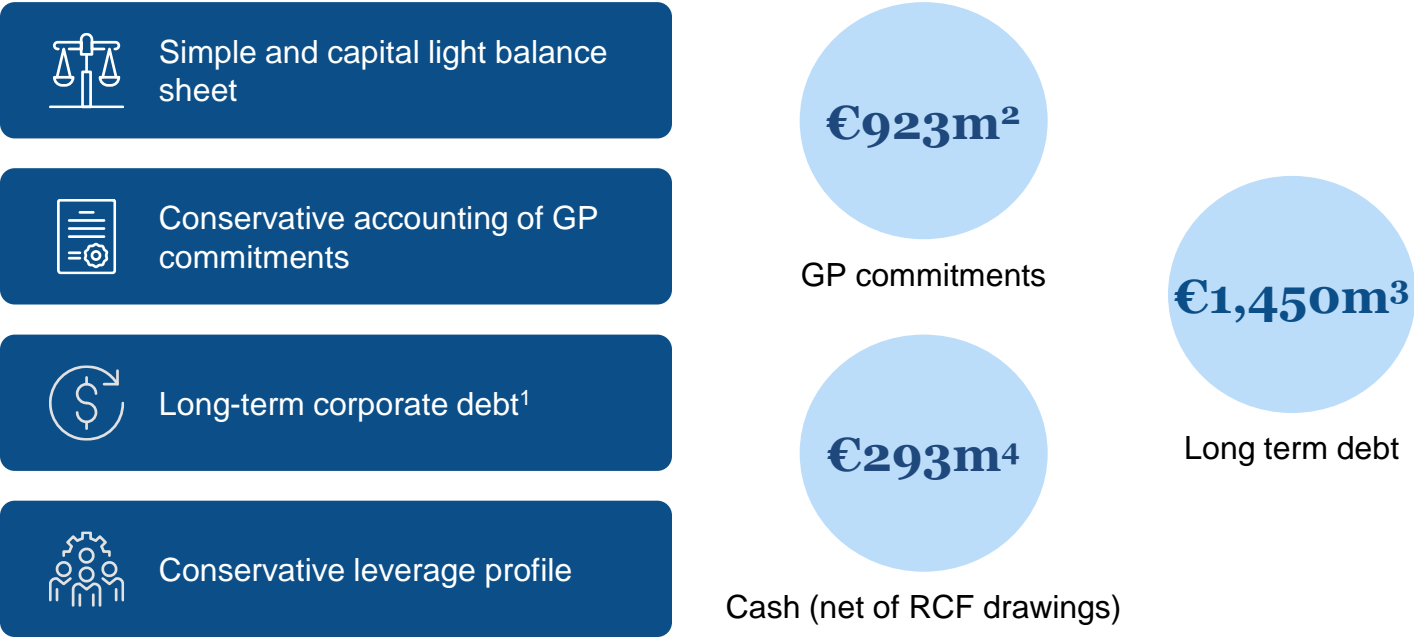 Simple and capital light balance
sheet
Conservative accounting of GP
commitments
Long-term corporate debt¹
Conservative leverage profile
€923m²
GP commitments
€293m⁴
Cash (net of RCF drawings)
€1,450m³
Long term debt